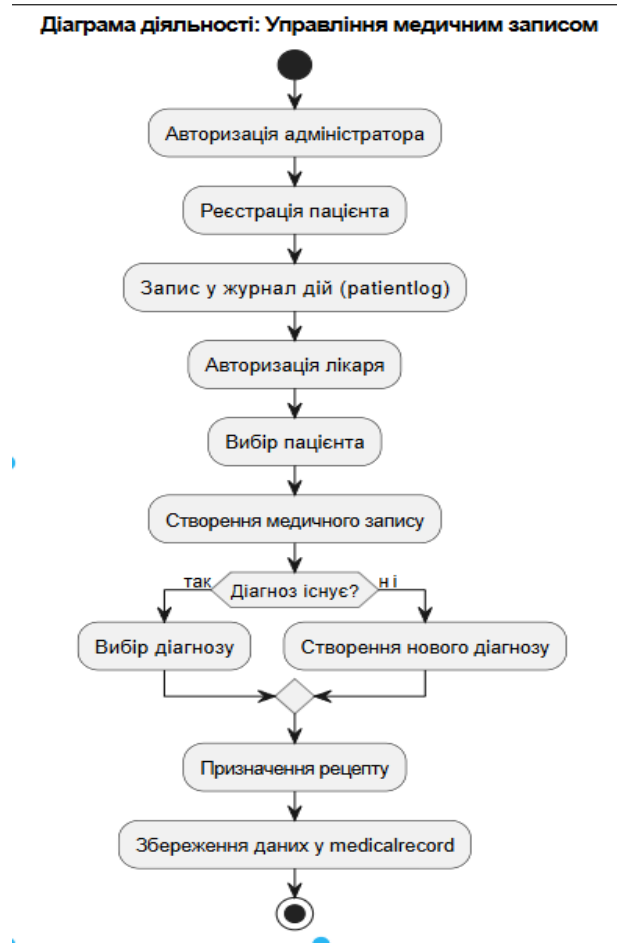 Діаграма діяльності: Управління медичним записом
Авторизація адміністратора
Реєстрація пацієнта
Запис у журнал дій (patientlog)
Авторизація лікаря
Вибір пацієнта
Створення медичного запису
так
Діагноз існує?
ні
Вибір діагнозу
Створення нового діагнозу
Призначення рецепту
Збереження даних у medicalrecord